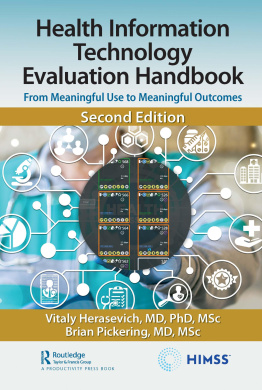 Health Information
Technology
Evaluation Handbook
From Meaningful Use to Meaningful Outcomes
Second Edition
Vitaly Herasevich, MD, PhD, MSc
Brian Pickering, MD, MSc
Routledge
Taylor & Francis Group
A PRODUCTIVITY PRESS BOOK
HIMSS